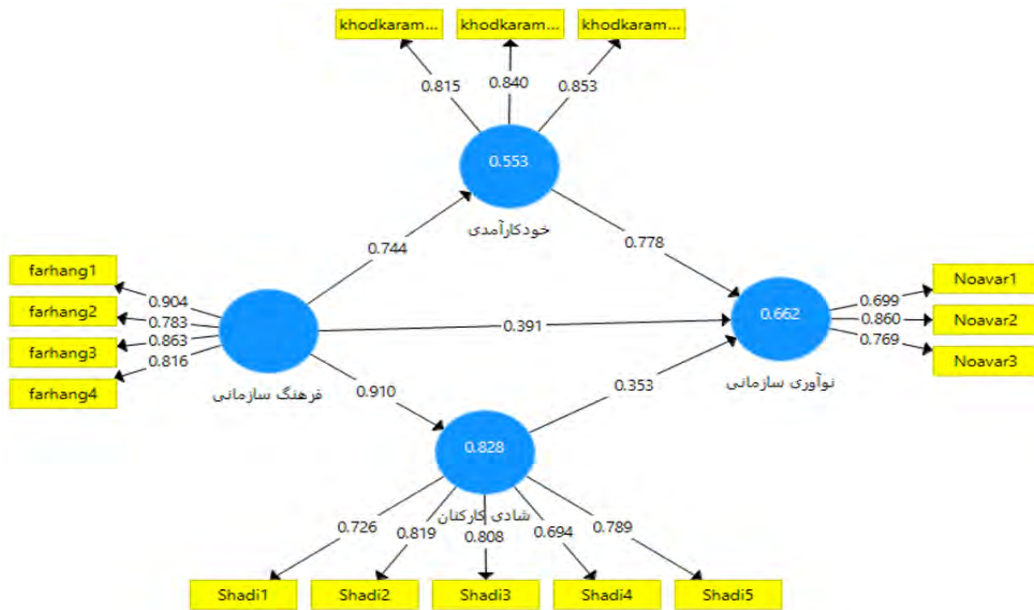 khodkaram... khodkaram... khodkaram...
0.815 0.840 0.853
0.553
خودکارآمدی
0.744 0.778
farhang1
farhang2
farhang3
farhang4
0.904
0.783
0.863
0.816
فرهنگ سازمانی
0.391
0.662
نوآوری سازمانی
0.699
0.860
0.769
Noavar1
Noavar2
Noavar3
0.910 0.353
0.828
شادی کارکنان
0.726 0.819 0.808 0.694 0.789
Shadi1 Shadi2 Shadi3 Shadi4 Shadi5